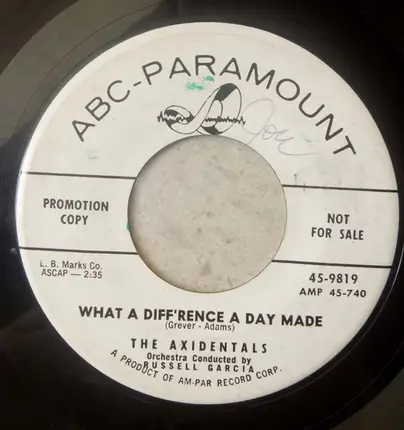 ABC-PARAMOUNT
PROMOTION
COPY
NOT
FOR SALE
L. B. Marks Co.
ASCAP — 2:35
45-9819
AMP 45-740
WHAT A DIFF'RENCE A DAY MADE
(Grever - Adams)
THE AXIDENTALS
Orchestra Conducted by
RUSSELL GARCIA
A PRODUCT OF AM-PAR RECORD CORP.